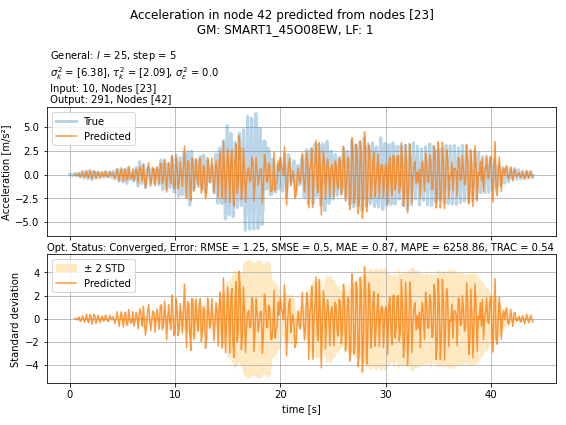 Acceleration in node 42 predicted from nodes [23]
GM: SMART1_45O08EW, LF: 1
General: l = 25, step = 5
σ²ₖ = [6.38], τ²ₖ = [2.09], σ²ε = 0.0
Input: 10, Nodes [23]
Output: 291, Nodes [42]
True
Predicted
Acceleration [m/s²]
5.0
2.5
0.0
−2.5
−5.0
Opt. Status: Converged, Error: RMSE = 1.25, SMSE = 0.5, MAE = 0.87, MAPE = 6258.86, TRAC = 0.54
± 2 STD
Predicted
Standard deviation
4
2
0
−2
−4
0 10 20 30 40
time [s]